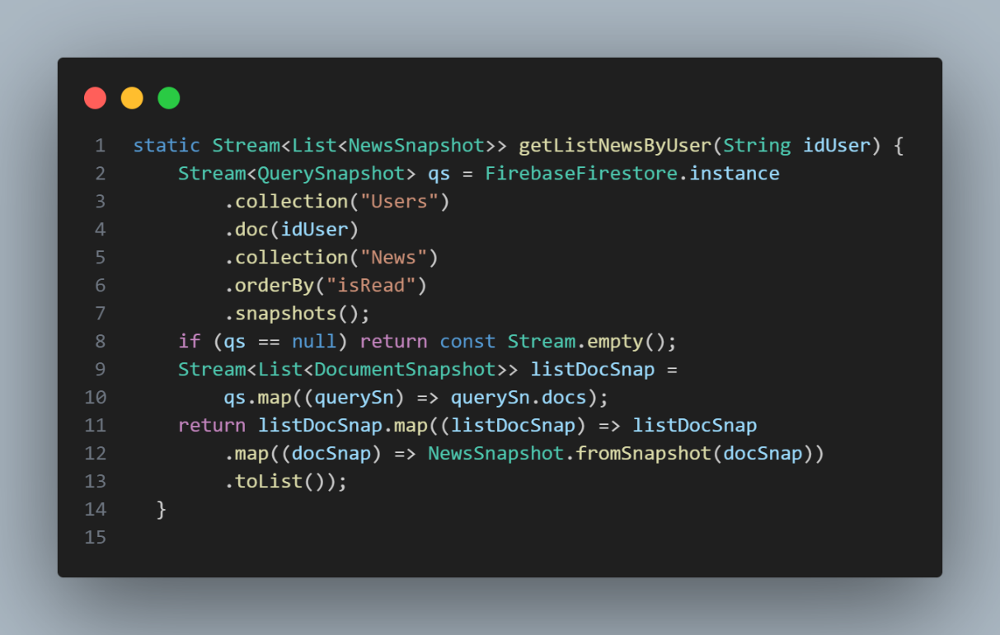 1 static Stream<List<NewsSnapshot>> getListNewsByUser(String idUser) {
2 Stream<QuerySnapshot> qs = FirebaseFirestore.instance
3 .collection("Users")
4 .doc(idUser)
5 .collection("News")
6 .orderBy("isRead")
7 .snapshots();
8 if (qs == null) return const Stream.empty();
9 Stream<List<DocumentSnapshot>> listDocSnap =
10 qs.map((querySn) => querySn.docs);
11 return listDocSnap.map((listDocSnap) => listDocSnap
12 .map((docSnap) => NewsSnapshot.fromSnapshot(docSnap))
13 .toList());
14 }
15